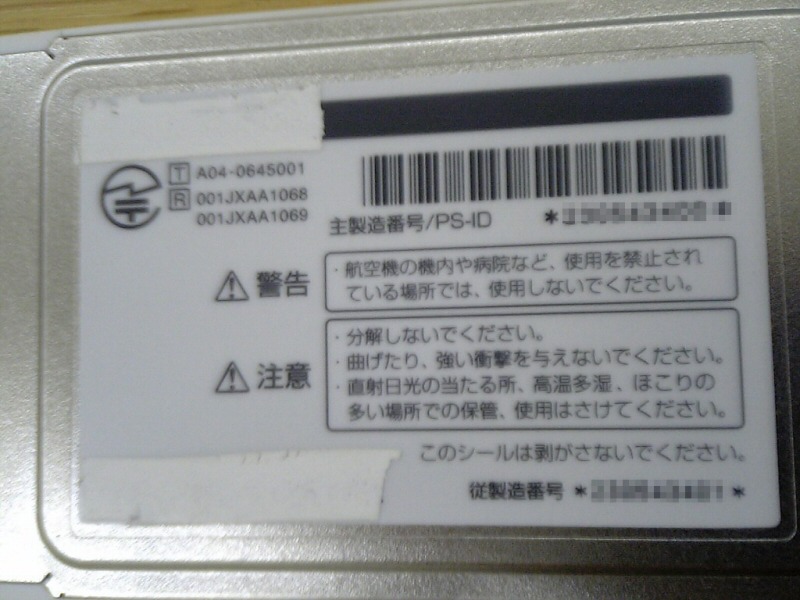 T A04-0645001
R 001JXAA1068
001JXAA1069
主製造番号/PS-ID
警告
・航空機の機内や病院など、使用を禁止され
ている場所では、使用しないでください。
注意
・分解しないでください。
・曲げたり、強い衝撃を与えないでください。
・直射日光の当たる所、高温多湿、ほこりの
多い場所での保管、使用はさけてください。
このシールは剥がさないでください。
従製造番号